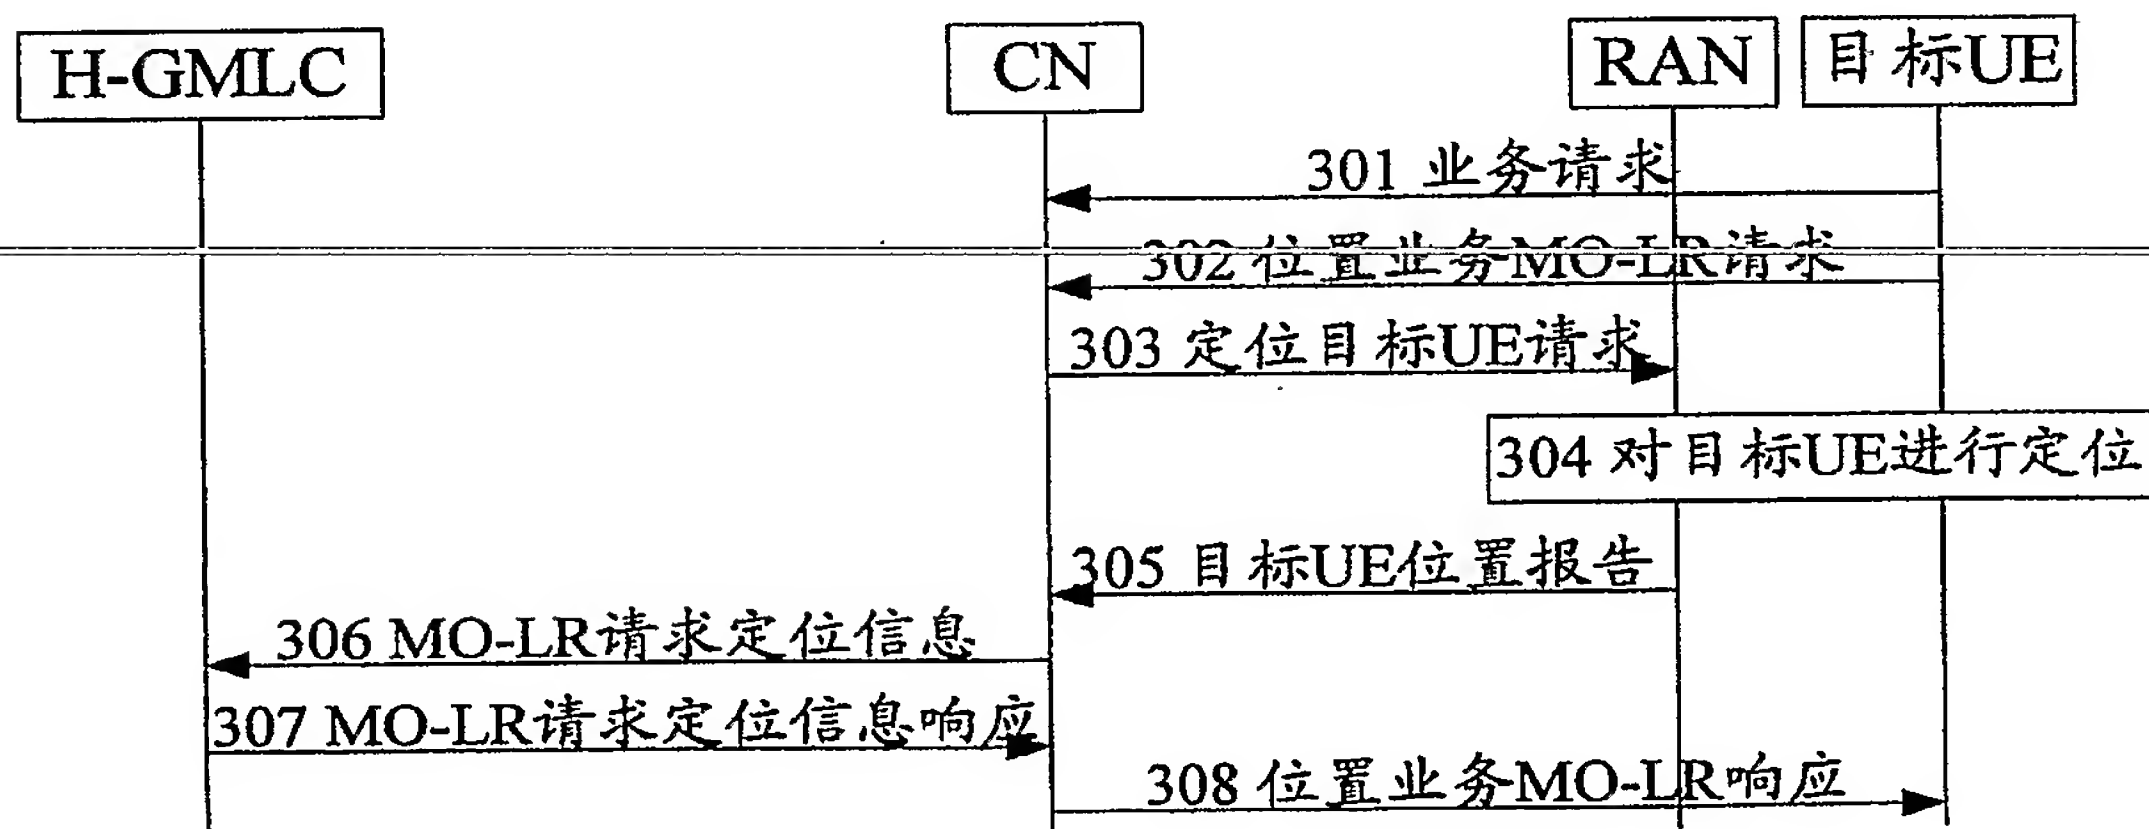 H-GMLC CN RAN 目标UE
301 业务请求
302 位置业务MO-LR请求
303 定位目标UE请求
304 对目标UE进行定位
305 目标UE位置报告
306 MO-LR请求定位信息
307 MO-LR请求定位信息响应
308 位置业务MO-LR响应